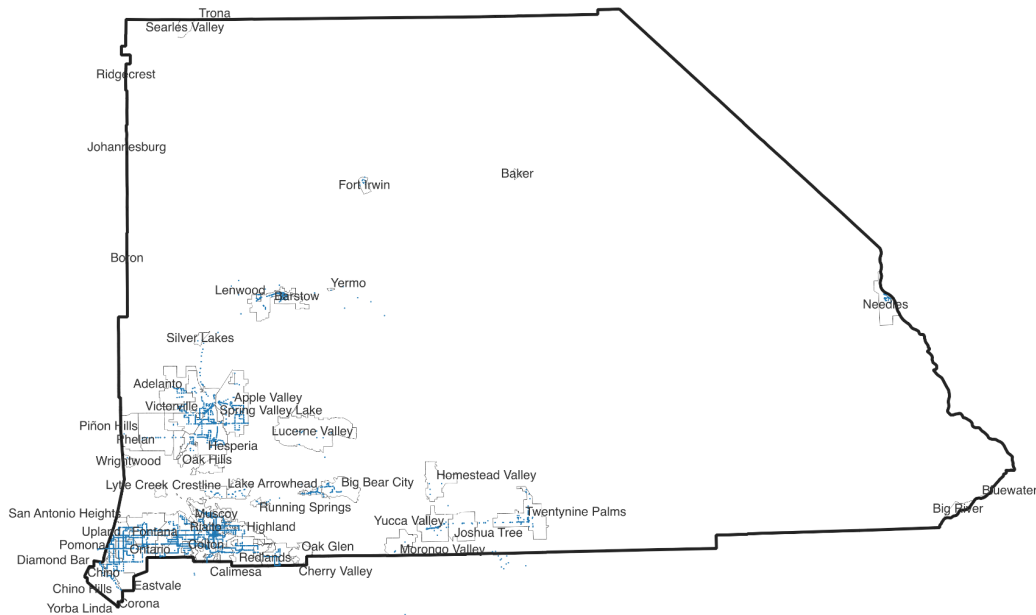 Trona
Searles Valley
Ridgecrest
Johannesburg
Baker
Fort Irwin
Boron
Yermo
Lenwood
Barstow
Needles
Silver Lakes
Adelanto
Apple Valley
Victorville
Spring Valley Lake
Piñon Hills
Lucerne Valley
Phelan
Hesperia
Oak Hills
Wrightwood
Homestead Valley
Lytle Creek
Crestline
Lake Arrowhead
Big Bear City
Bluewater
Running Springs
Big River
San Antonio Heights
Muscoy
Twentynine Palms
Yucca Valley
Upland
Fontana
Rialto
Highland
Joshua Tree
Pomona
Ontario
Colton
Oak Glen
Morongo Valley
Diamond Bar
Redlands
Chino
Calimesa
Cherry Valley
Chino Hills
Eastvale
Yorba Linda
Corona